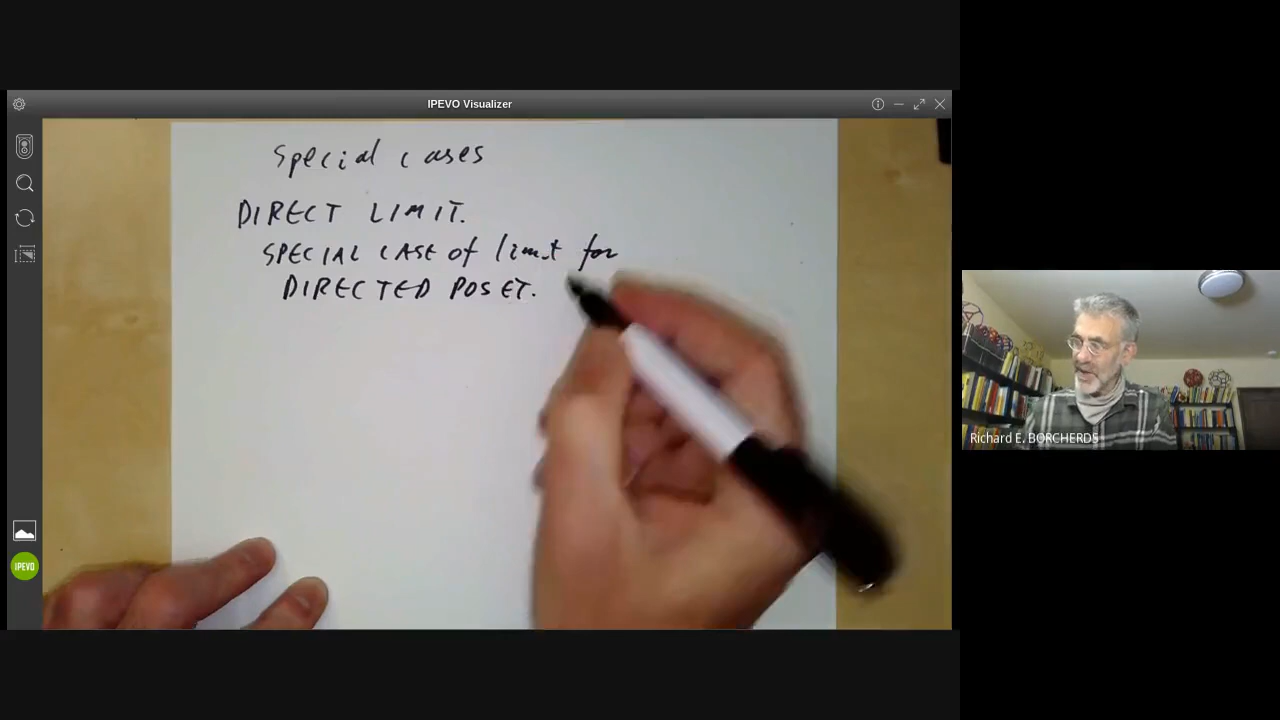 IPEVO Visualizer
Special cases
DIRECT LIMIT.
SPECIAL CASE of limit for
DIRECTED POSET.
IPEVO
Richard E. BORCHERDS